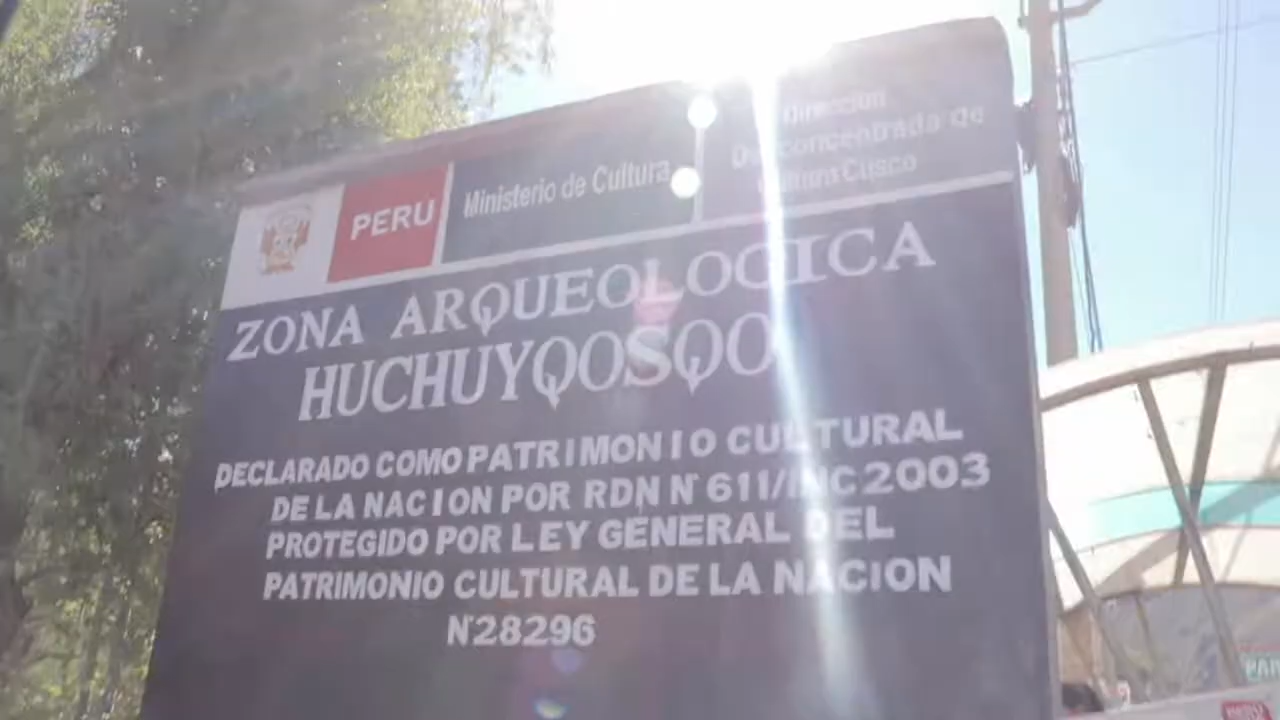 PERU
Ministerio de Cultura
Dirección
Desconcentrada de
Cultura Cusco
ZONA ARQUEOLOGICA
HUCHUYQOSQO
DECLARADO COMO PATRIMONIO CULTURAL
DE LA NACION POR RDN N° 611/INC 2003
PROTEGIDO POR LEY GENERAL DEL
PATRIMONIO CULTURAL DE LA NACION
N°28296